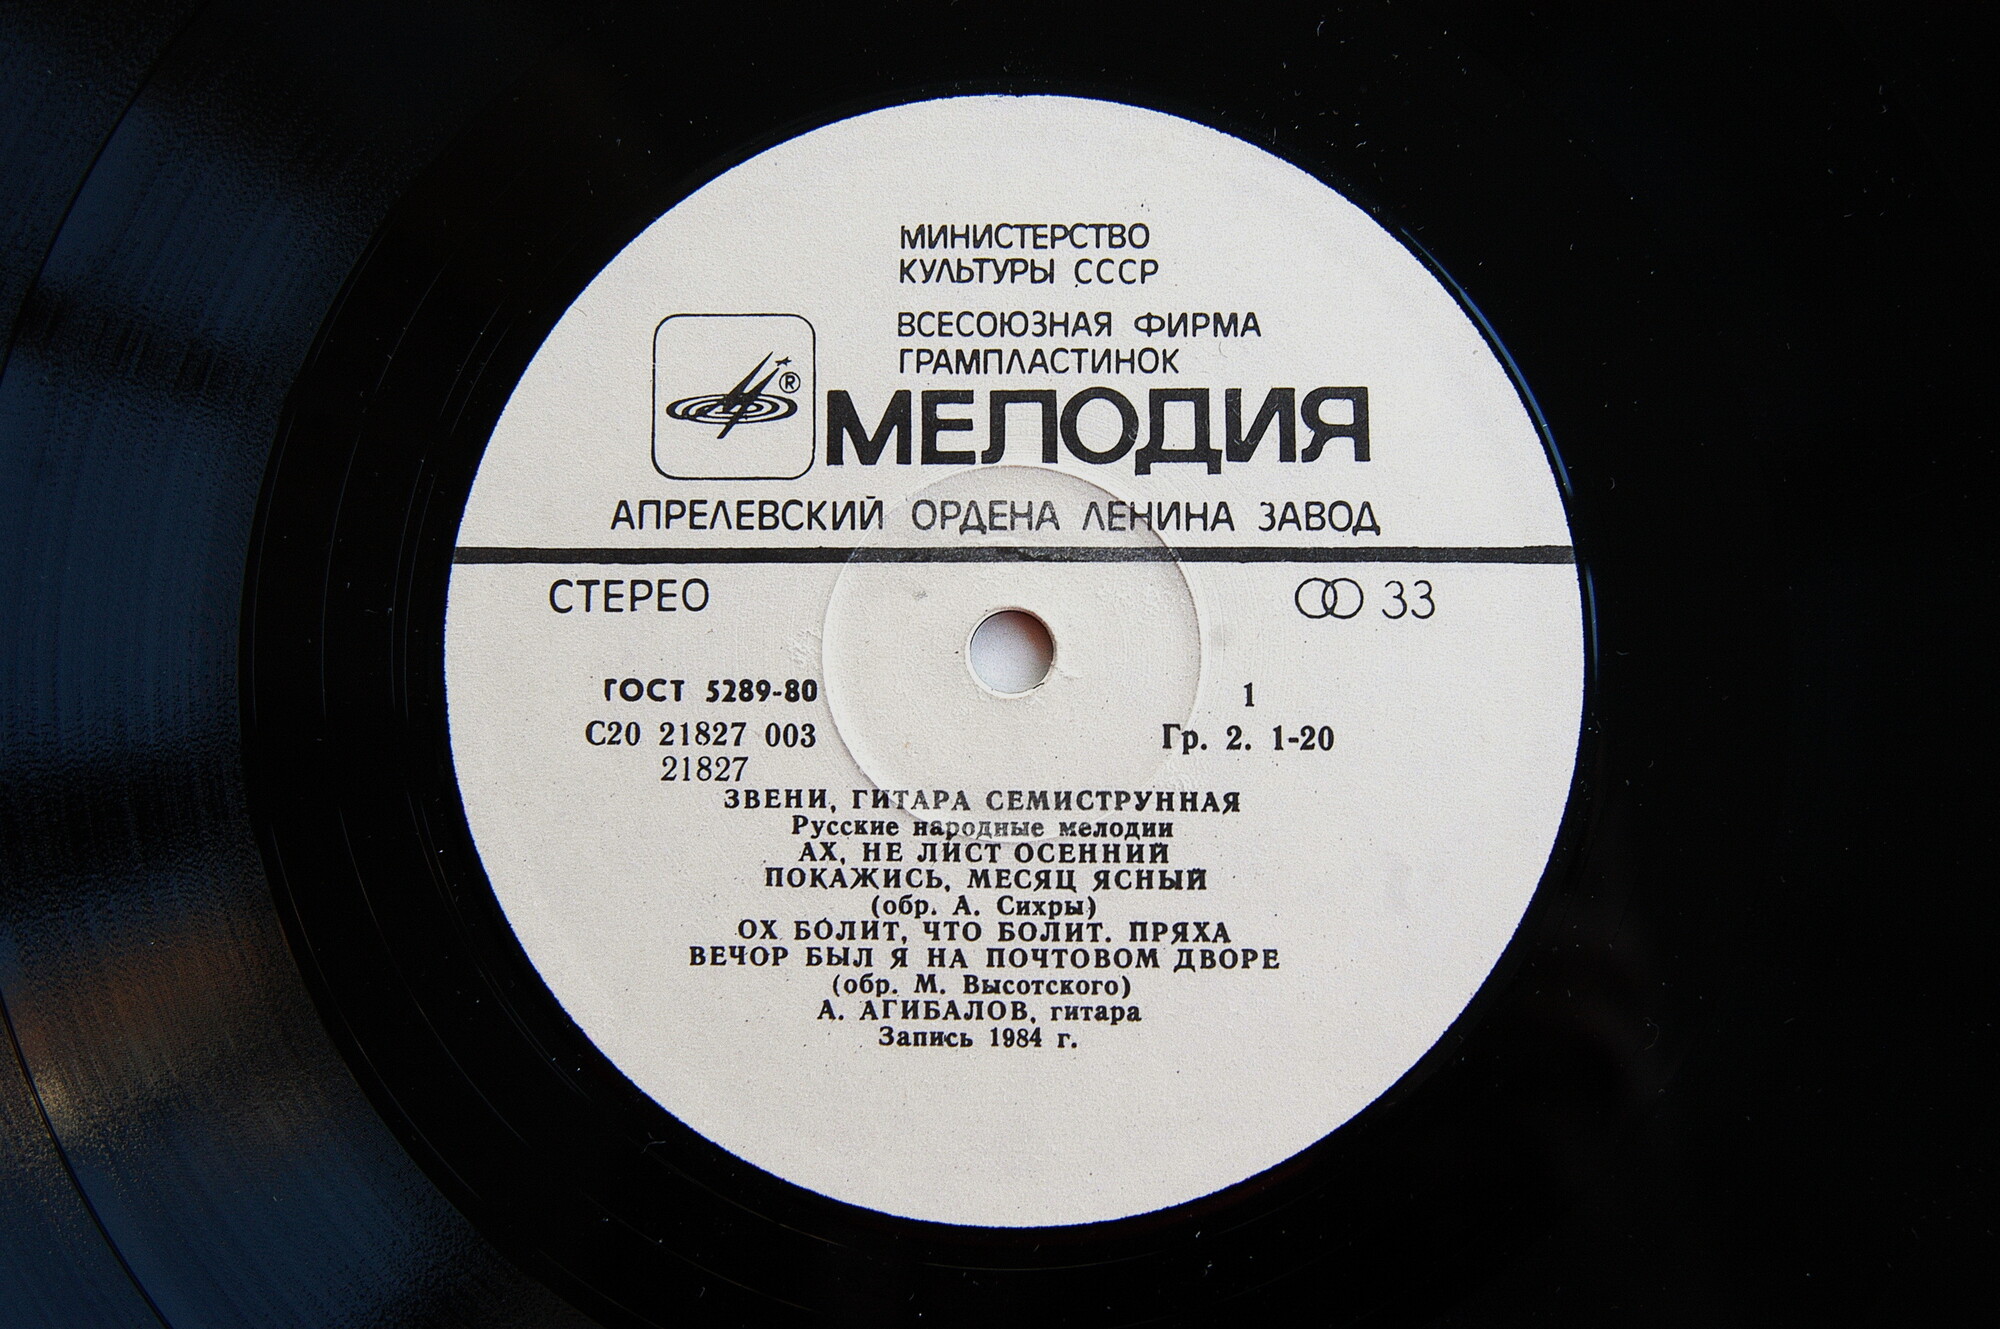 МИНИСТЕРСТВО
КУЛЬТУРЫ СССР
ВСЕСОЮЗНАЯ ФИРМА
ГРАМПЛАСТИНОК
®
МЕЛОДИЯ
АПРЕЛЕВСКИЙ ОРДЕНА ЛЕНИНА ЗАВОД
СТЕРЕО 33
ГОСТ 5289-80 1
С20 21827 003 Гр. 2. 1-20
21827
ЗВЕНИ, ГИТАРА СЕМИСТРУННАЯ
Русские народные мелодии
АХ, НЕ ЛИСТ ОСЕННИЙ
ПОКАЖИСЬ, МЕСЯЦ ЯСНЫЙ
(обр. А. Сихры)
ОХ БОЛИТ, ЧТО БОЛИТ. ПРЯХА
ВЕЧОР БЫЛ Я НА ПОЧТОВОМ ДВОРЕ
(обр. М. Высотского)
А. АГИБАЛОВ, гитара
Запись 1984 г.